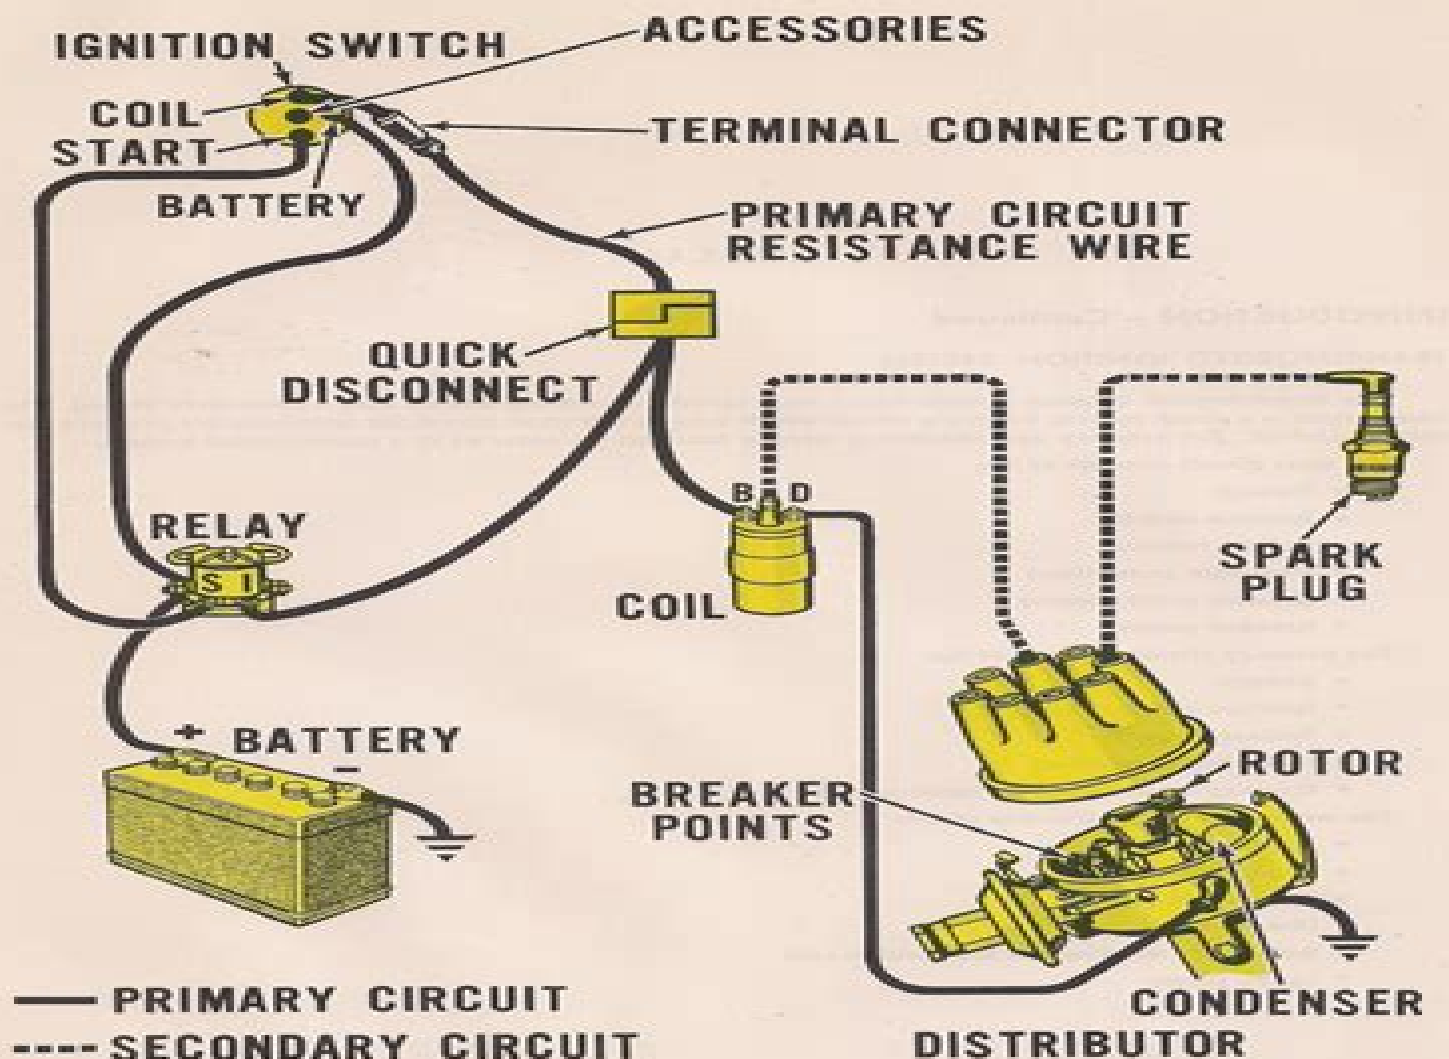 IGNITION SWITCH
ACCESSORIES
COIL
START
BATTERY
TERMINAL CONNECTOR
PRIMARY CIRCUIT
RESISTANCE WIRE
QUICK
DISCONNECT
RELAY
S I
B D
COIL
SPARK
PLUG
+ BATTERY
-
BREAKER
POINTS
ROTOR
CONDENSER
DISTRIBUTOR
PRIMARY CIRCUIT
SECONDARY CIRCUIT